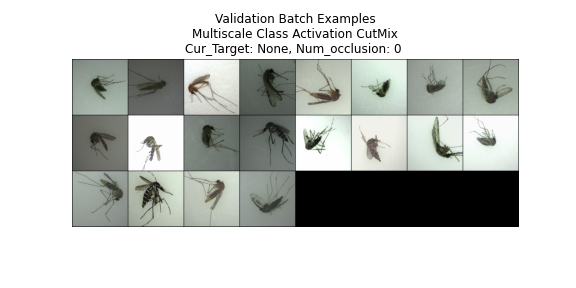 Validation Batch Examples
Multiscale Class Activation CutMix
Cur_Target: None, Num_occlusion: 0